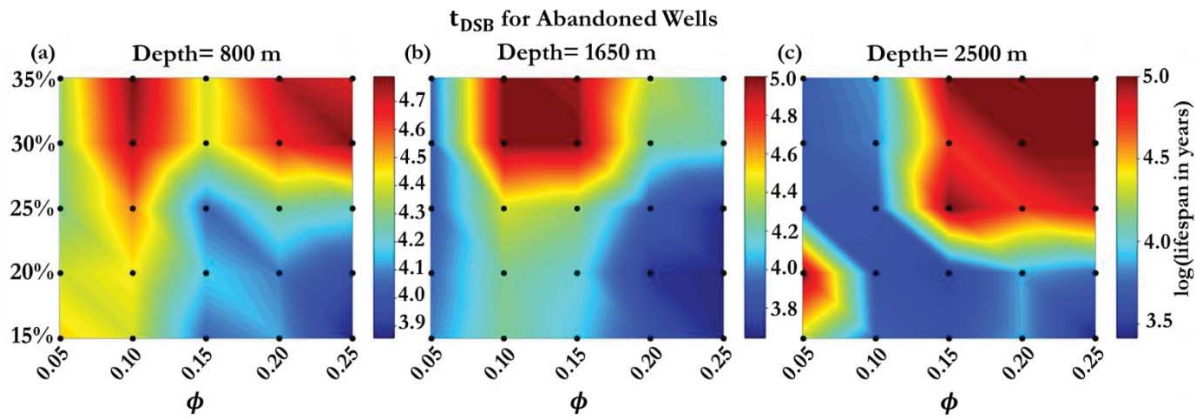 t_DSB for Abandoned Wells
(a) Depth= 800 m
(b) Depth= 1650 m
(c) Depth= 2500 m
35%
30%
25%
20%
15%
0.05 0.10 0.15 0.20 0.25
ϕ
4.7
4.6
4.5
4.4
4.3
4.2
4.1
4.0
3.9
0.05 0.10 0.15 0.20 0.25
ϕ
5.0
4.8
4.6
4.4
4.2
4.0
3.8
0.05 0.10 0.15 0.20 0.25
ϕ
5.0
4.5
4.0
3.5
log(lifespan in years)